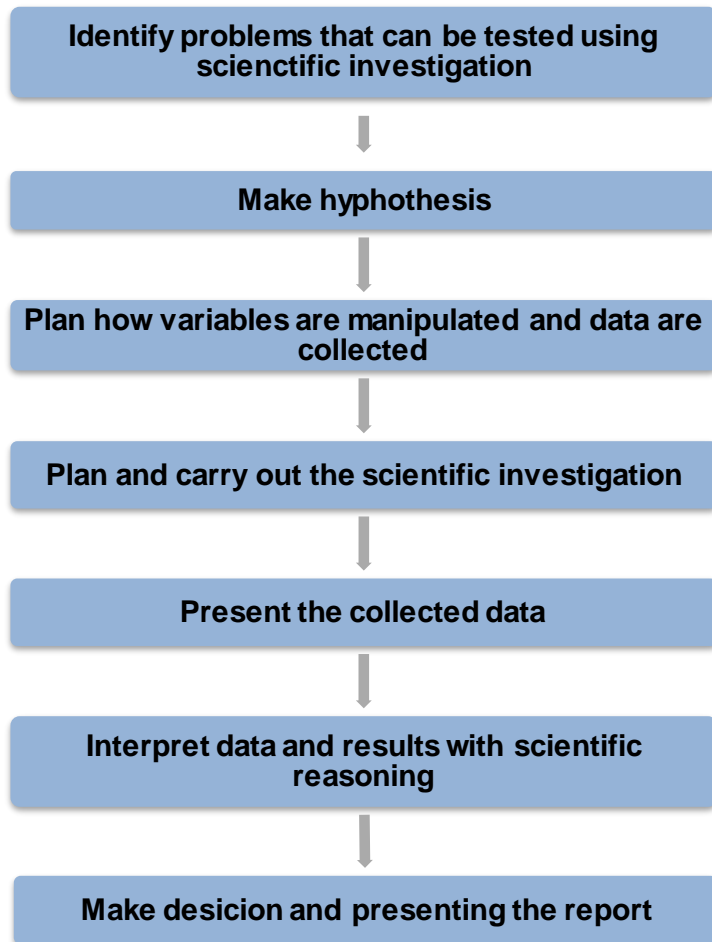 Identify problems that can be tested using
scienctific investigation
Make hyphothesis
Plan how variables are manipulated and data are
collected
Plan and carry out the scientific investigation
Present the collected data
Interpret data and results with scientific
reasoning
Make desicion and presenting the report